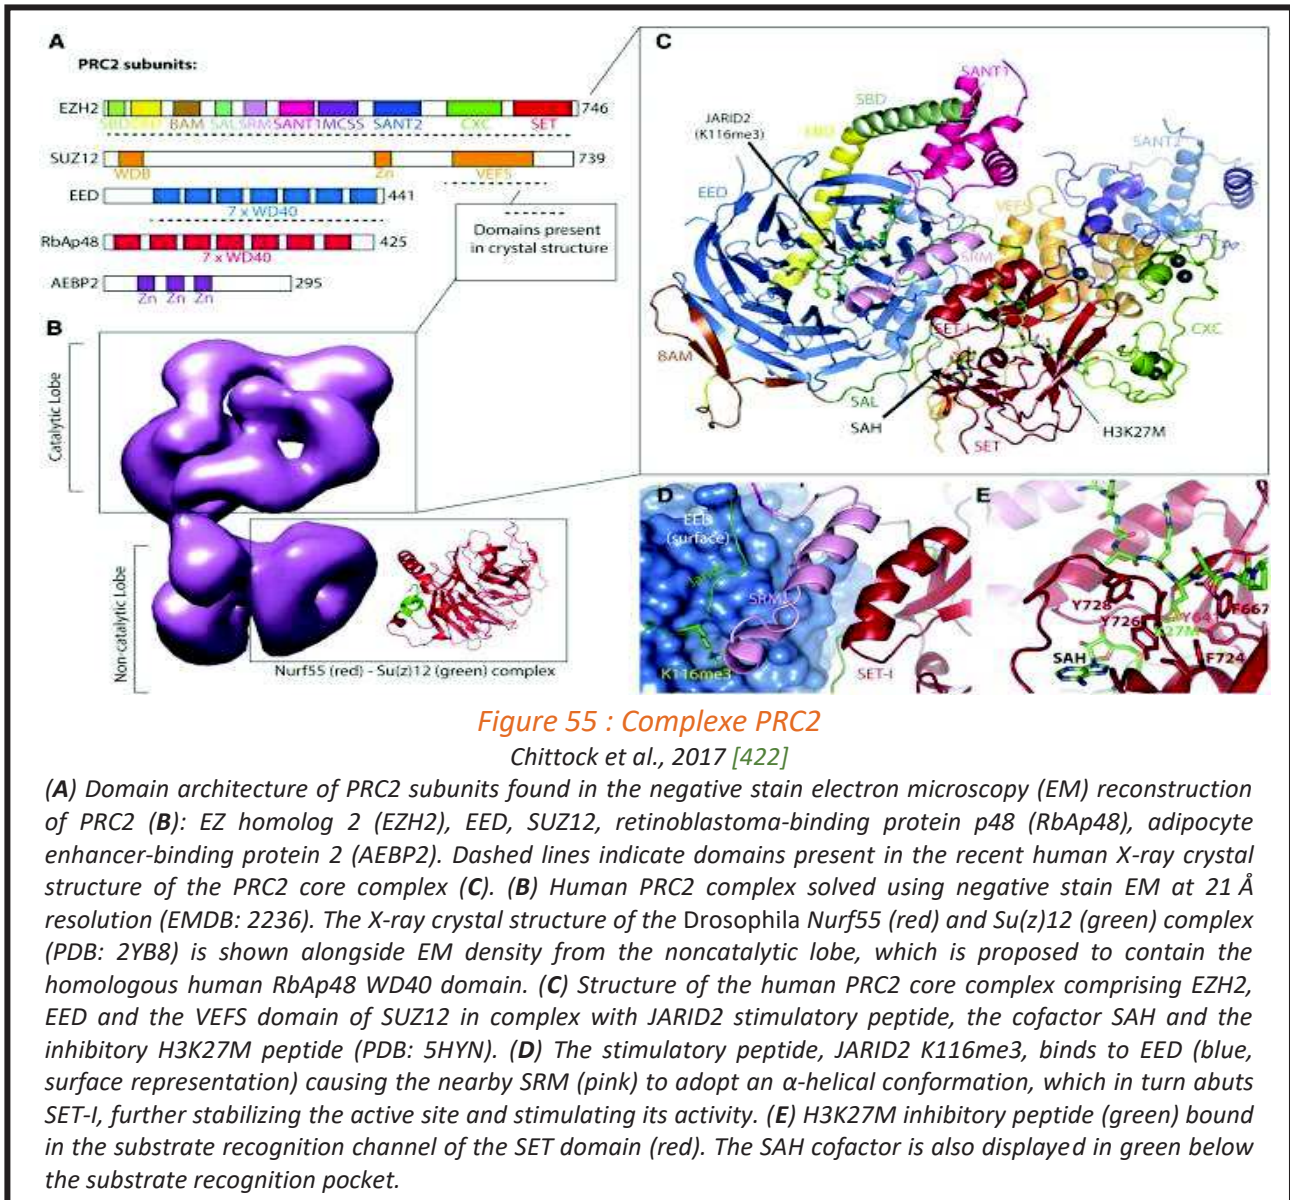 A
PRC2 subunits:
EZH2
746
SBD EBD BAM SAL SRM SANT1 MCSS SANT2 CXC SET
SUZ12
739
WDB Zn VEFS
EED
441
7 x WD40
RbAp48
425
7 x WD40
AEBP2
295
Zn Zn Zn
Domains present
in crystal structure
B
Catalytic Lobe
Non-catalytic Lobe
Nurf55 (red) - Su(z)12 (green) complex
C
SANT1
SBD
JARID2
(K116me3)
EBD
SANT2
EED
VEFS
SRM
SET-I
CXC
BAM
SAL
SAH
SET
H3K27M
D
EED
(surface)
SRM
K116me3
SET-I
E
Y728
Y726
F667
K27M
Y64
SAH
F724
Figure 55 : Complexe PRC2
Chittock et al., 2017 [422]
(A) Domain architecture of PRC2 subunits found in the negative stain electron microscopy (EM) reconstruction
of PRC2 (B): EZ homolog 2 (EZH2), EED, SUZ12, retinoblastoma-binding protein p48 (RbAp48), adipocyte
enhancer-binding protein 2 (AEBP2). Dashed lines indicate domains present in the recent human X-ray crystal
structure of the PRC2 core complex (C). (B) Human PRC2 complex solved using negative stain EM at 21 Å
resolution (EMDB: 2236). The X-ray crystal structure of the Drosophila Nurf55 (red) and Su(z)12 (green) complex
(PDB: 2YB8) is shown alongside EM density from the noncatalytic lobe, which is proposed to contain the
homologous human RbAp48 WD40 domain. (C) Structure of the human PRC2 core complex comprising EZH2,
EED and the VEFS domain of SUZ12 in complex with JARID2 stimulatory peptide, the cofactor SAH and the
inhibitory H3K27M peptide (PDB: 5HYN). (D) The stimulatory peptide, JARID2 K116me3, binds to EED (blue,
surface representation) causing the nearby SRM (pink) to adopt an α-helical conformation, which in turn abuts
SET-I, further stabilizing the active site and stimulating its activity. (E) H3K27M inhibitory peptide (green) bound
in the substrate recognition channel of the SET domain (red). The SAH cofactor is also displayed in green below
the substrate recognition pocket.